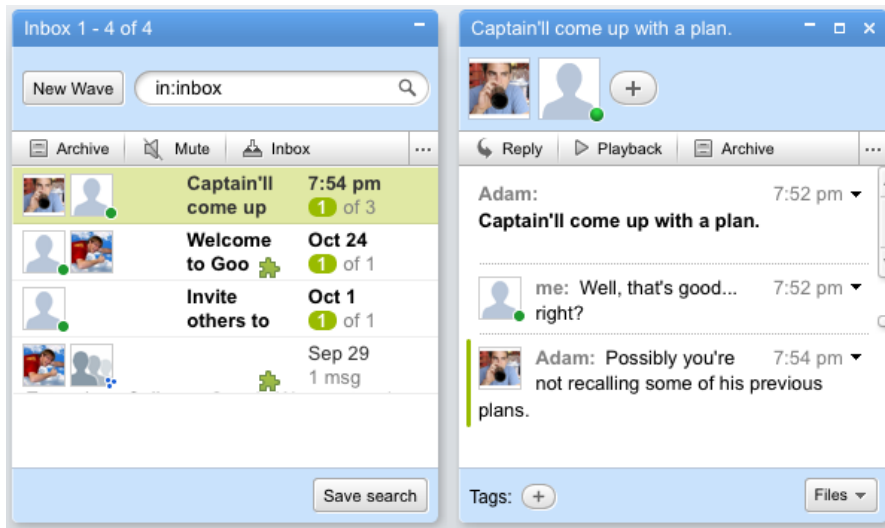 Inbox 1 - 4 of 4
New Wave
in:inbox
Archive Mute Inbox ...
Captain'll 7:54 pm
come up 1 of 3
Welcome Oct 24
to Goo 1 of 1
Invite Oct 1
others to 1 of 1
Sep 29
1 msg
Save search
Captain'll come up with a plan.
Reply Playback Archive ...
Adam: 7:52 pm
Captain'll come up with a plan.
me: Well, that's good... 7:52 pm
right?
Adam: Possibly you're 7:54 pm
not recalling some of his previous
plans.
Tags:
Files